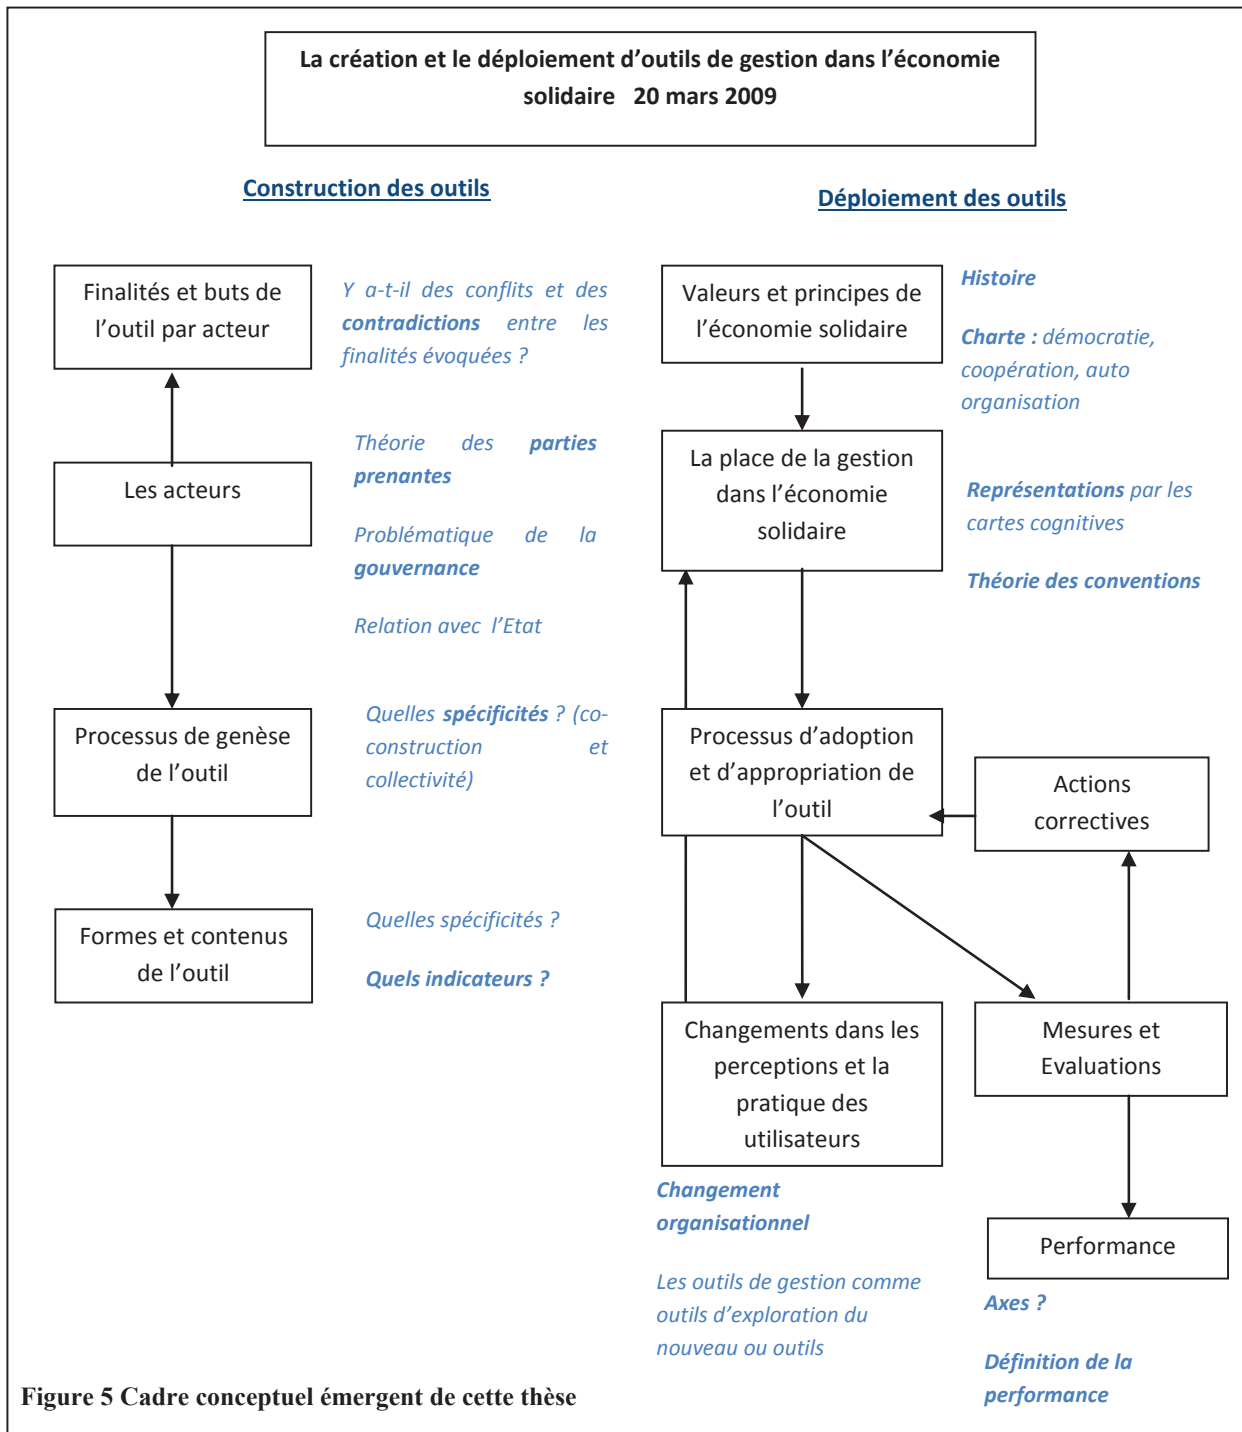 La création et le déploiement d’outils de gestion dans l’économie
solidaire 20 mars 2009
Construction des outils
Finalités et buts de
l’outil par acteur
Y a-t-il des conflits et des
contradictions entre les
finalités évoquées ?
Les acteurs
Théorie des parties
prenantes
Problématique de la
gouvernance
Relation avec l’Etat
Processus de genèse
de l’outil
Quelles spécificités ? (co-
construction et
collectivité)
Formes et contenus
de l’outil
Quelles spécificités ?
Quels indicateurs ?
Déploiement des outils
Valeurs et principes de
l’économie solidaire
Histoire
Charte : démocratie,
coopération, auto
organisation
La place de la gestion
dans l’économie
solidaire
Représentations par les
cartes cognitives
Théorie des conventions
Processus d’adoption
et d’appropriation de
l’outil
Actions
correctives
Changements dans les
perceptions et la
pratique des
utilisateurs
Mesures et
Evaluations
Changement
organisationnel
Les outils de gestion comme
outils d’exploration du
nouveau ou outils
Performance
Axes ?
Définition de la
performance
Figure 5 Cadre conceptuel émergent de cette thèse